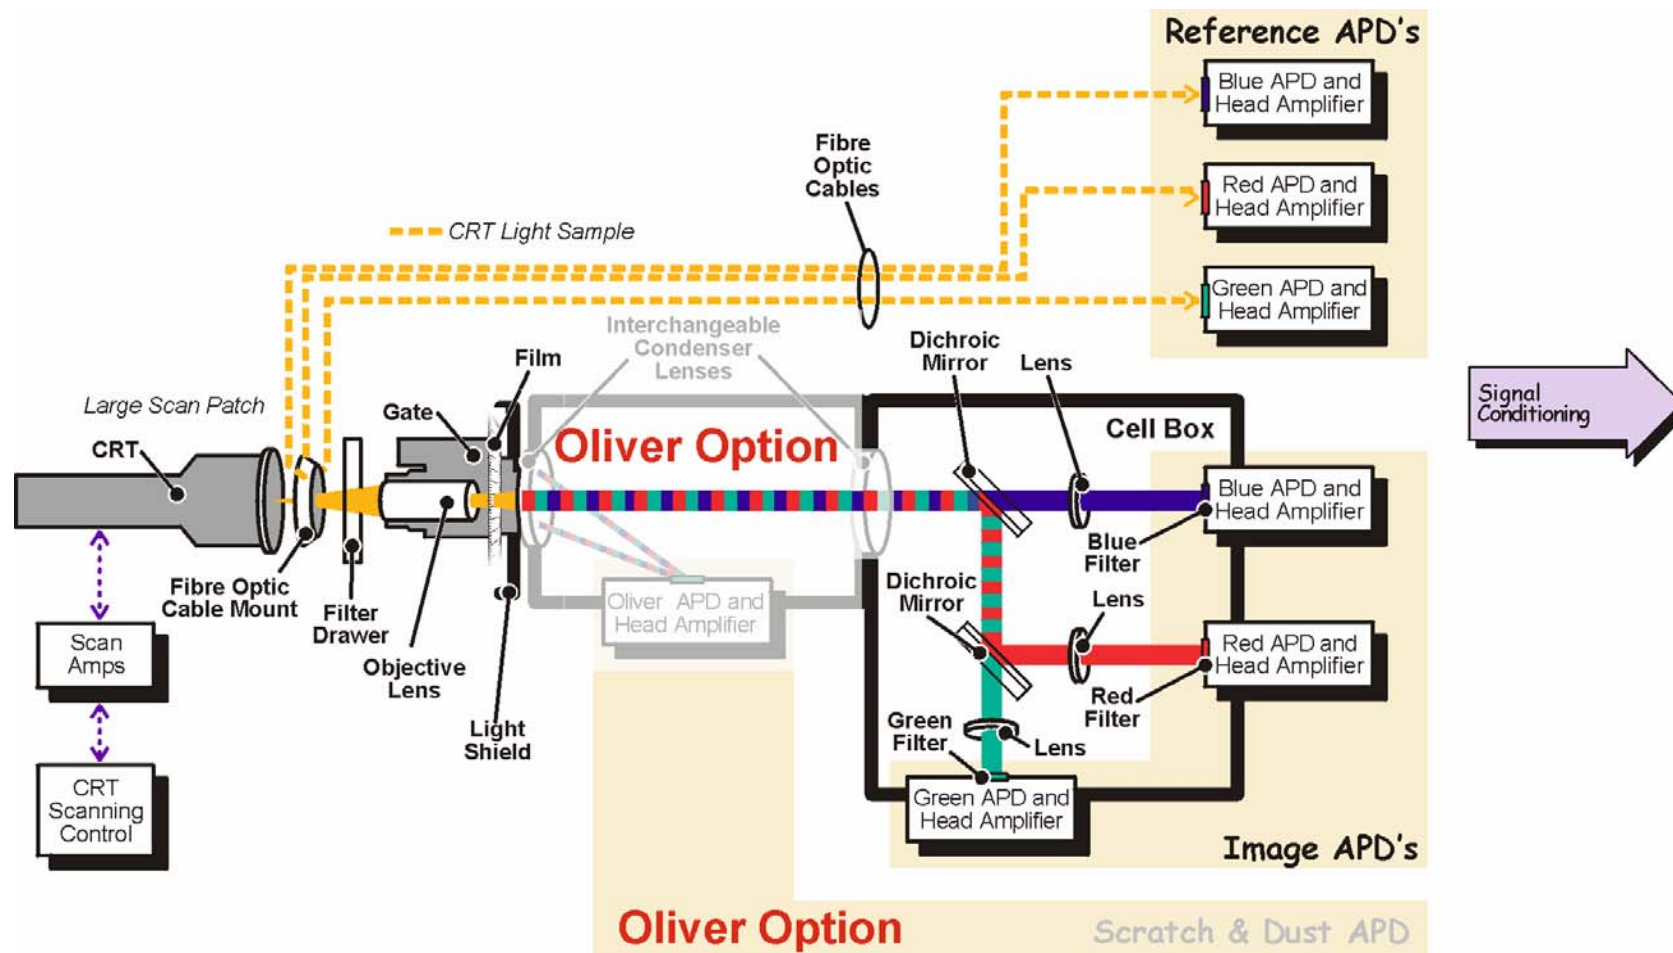 Reference APD's
Blue APD and
Head Amplifier
Red APD and
Head Amplifier
Green APD and
Head Amplifier
Fibre
Optic
Cables
CRT Light Sample
Interchangeable
Condenser
Lenses
Dichroic
Mirror
Lens
Film
Gate
Large Scan Patch
CRT
Oliver Option
Cell Box
Signal
Conditioning
Blue APD and
Head Amplifier
Blue
Filter
Fibre Optic
Cable Mount
Filter
Drawer
Objective
Lens
Light
Shield
Oliver APD and
Head Amplifier
Dichroic
Mirror
Lens
Red APD and
Head Amplifier
Red
Filter
Scan
Amps
Green
Filter
Lens
CRT
Scanning
Control
Green APD and
Head Amplifier
Image APD's
Oliver Option
Scratch & Dust APD